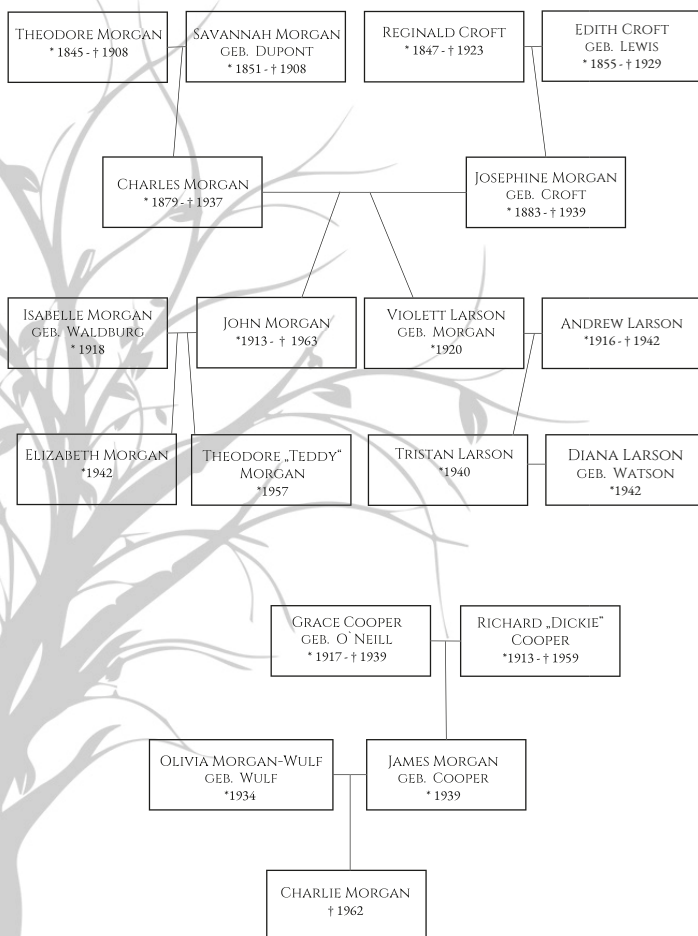 Theodore Morgan
* 1845 - † 1908
Savannah Morgan
geb. Dupont
* 1851 - † 1908
Reginald Croft
* 1847 - † 1923
Edith Croft
geb. Lewis
* 1855 - † 1929
Charles Morgan
* 1879 - † 1937
Josephine Morgan
geb. Croft
* 1883 - † 1939
Isabelle Morgan
geb. Waldburg
* 1918
John Morgan
*1913 - † 1963
Violett Larson
geb. Morgan
*1920
Andrew Larson
*1916 - † 1942
Elizabeth Morgan
*1942
Theodore „Teddy“
Morgan
*1957
Tristan Larson
*1940
Diana Larson
geb. Watson
*1942
Grace Cooper
geb. O`Neill
* 1917 - † 1939
Richard „Dickie“
Cooper
*1913 - † 1959
Olivia Morgan-Wulf
geb. Wulf
*1934
James Morgan
geb. Cooper
* 1939
Charlie Morgan
† 1962